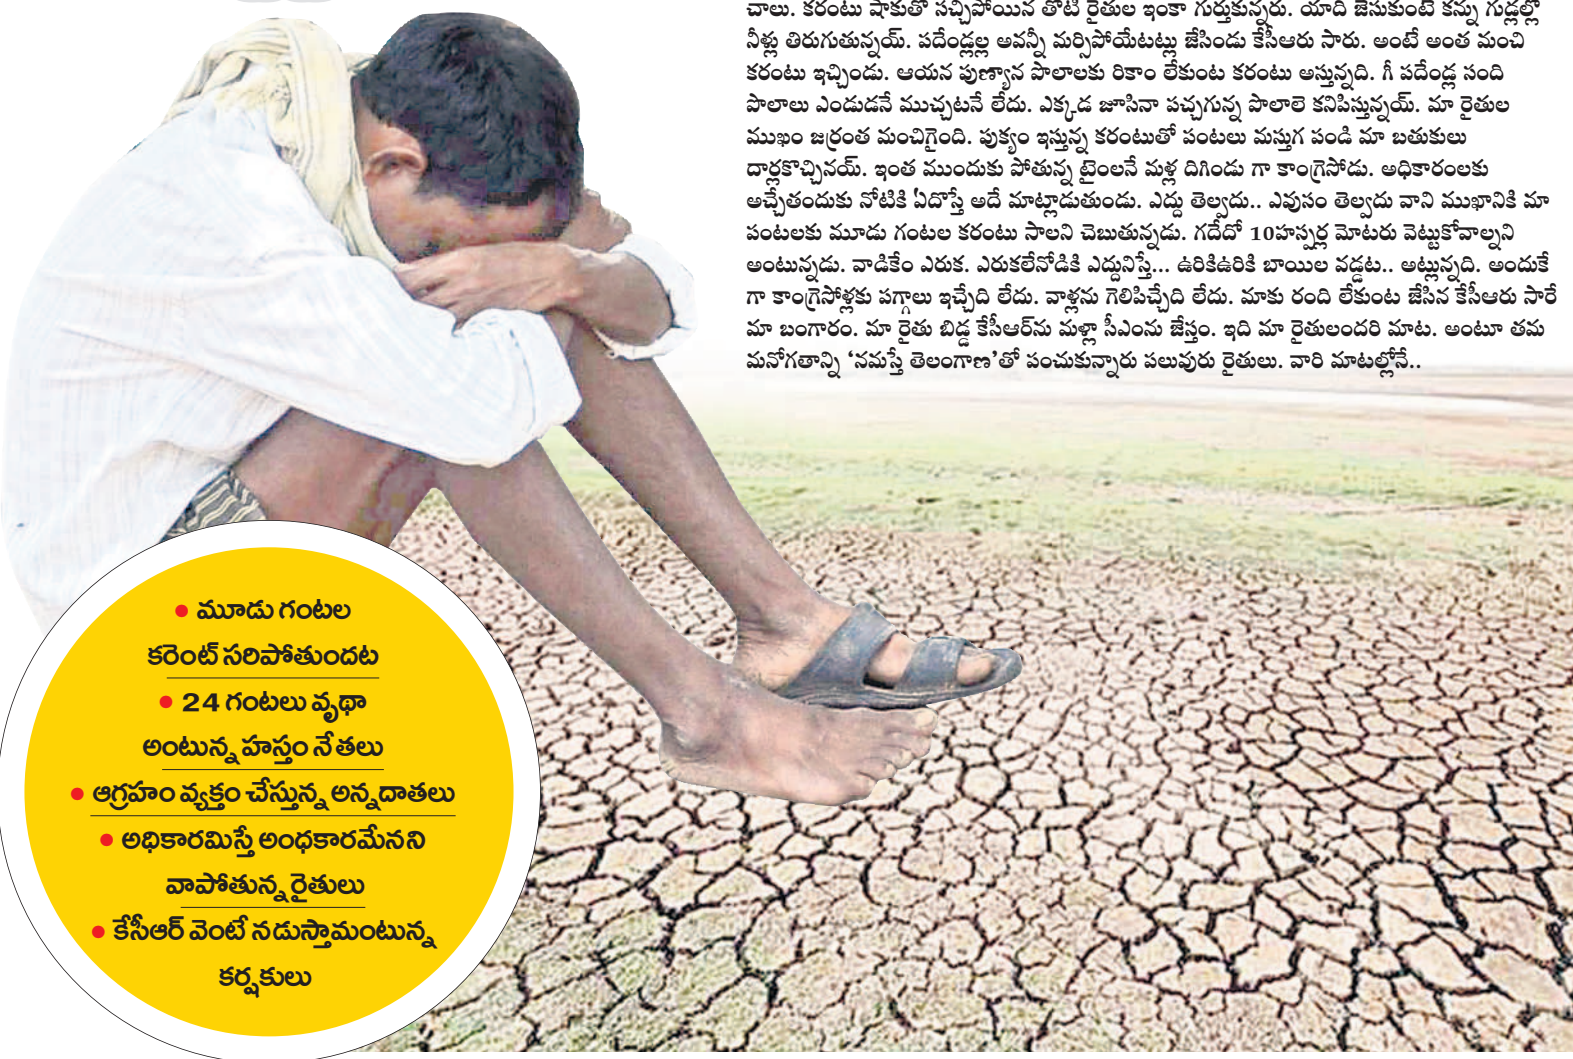 చాలు. కరంటు షాకుతో సచ్చిపోయిన తోటి రైతుల ఇంకా గుర్తుకున్నరు. యాది జేసుకుంటే కన్ను గుడ్లల్లో
నీళ్లు తిరుగుతున్నయ్. పదేండ్లల్ల అవన్నీ మర్సిపోయేటట్లు జేసిండు కేసీఆరు సారు. అంటే అంత మంచి
కరంటు ఇచ్చిండు. ఆయన పుణ్యాన పొలాలకు రికాం లేకుంట కరంటు అస్తున్నది. గీ పదేండ్ల సంది
పొలాలు ఎండుడనే ముచ్చటనే లేదు. ఎక్కడ జూసినా పచ్చగున్న పొలాలె కనిపిస్తున్నయ్. మా రైతుల
ముఖం జర్రంత మంచిగైంది. పుక్యం ఇస్తున్న కరంటుతో పంటలు మస్తుగ పండి మా బతుకులు
దార్లకొచ్చినయ్. ఇంత ముందుకు పోతున్న టైంలనే మళ్ల దిగిండు గా కాంగ్రెసోడు. అధికారంలకు
అచ్చేతందుకు నోటికి ఏదొస్తే అదే మాట్లాడుతుండు. ఎద్దు తెల్వదు.. ఎవుసం తెల్వదు వాని ముఖానికి మా
పంటలకు మూడు గంటల కరంటు సాలని చెబుతున్నడు. గదేదో 10హస్పర్ల మోటరు వెట్టుకోవాల్నని
అంటున్నడు. వాడికేం ఎరుక. ఎరుకలేనోడికి ఎద్దునిస్తే... ఉరికిఉరికి బాయిల వడ్డట.. అట్లున్నది. అందుకే
గా కాంగ్రెసోళ్లకు పగ్గాలు ఇచ్చేది లేదు. వాళ్లను గెలిపిచ్చేది లేదు. మాకు రంది లేకుంట జేసిన కేసీఆరు సారే
మా బంగారం. మా రైతు బిడ్డ కేసీఆర్‌ను మళ్లా సీఎంను జేస్తం. ఇది మా రైతులందరి మాట. అంటూ తమ
మనోగతాన్ని ‘నమస్తే తెలంగాణ’తో పంచుకున్నారు పలువురు రైతులు. వారి మాటల్లోనే..
• మూడు గంటల
కరెంట్ సరిపోతుందట
• 24 గంటలు వృథా
అంటున్న హస్తం నేతలు
• ఆగ్రహం వ్యక్తం చేస్తున్న అన్నదాతలు
• అధికారమిస్తే అంధకారమేనని
వాపోతున్న రైతులు
• కేసీఆర్ వెంటే నడుస్తామంటున్న
కర్షకులు